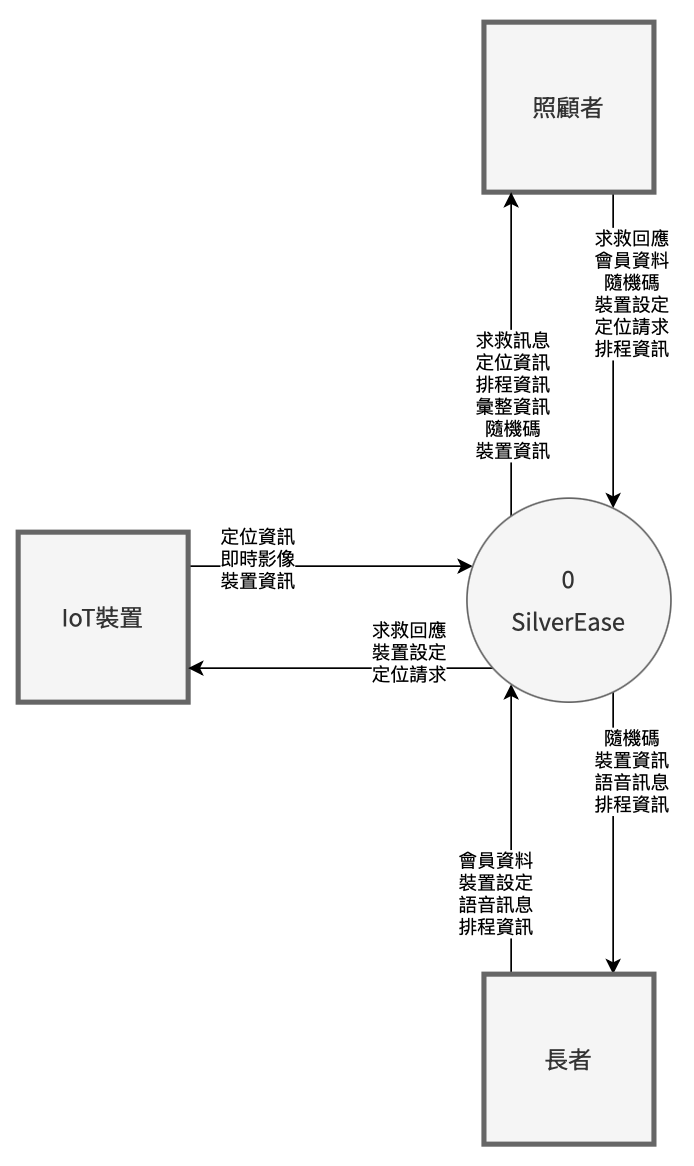 照顧者
求救回應
會員資料
隨機碼
裝置設定
定位請求
排程資訊
求救訊息
定位資訊
排程資訊
彙整資訊
隨機碼
裝置資訊
定位資訊
即時影像
裝置資訊
IoT裝置
0
SilverEase
求救回應
裝置設定
定位請求
隨機碼
裝置資訊
語音訊息
排程資訊
會員資料
裝置設定
語音訊息
排程資訊
長者